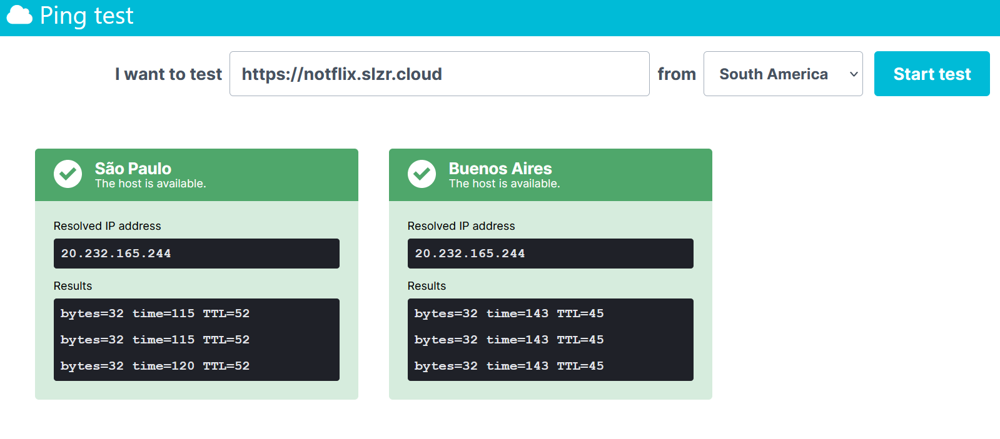 Ping test
I want to test https://notflix.slzr.cloud from South America Start test
São Paulo
The host is available.
Resolved IP address
20.232.165.244
Results
bytes=32 time=115 TTL=52
bytes=32 time=115 TTL=52
bytes=32 time=120 TTL=52
Buenos Aires
The host is available.
Resolved IP address
20.232.165.244
Results
bytes=32 time=143 TTL=45
bytes=32 time=143 TTL=45
bytes=32 time=143 TTL=45